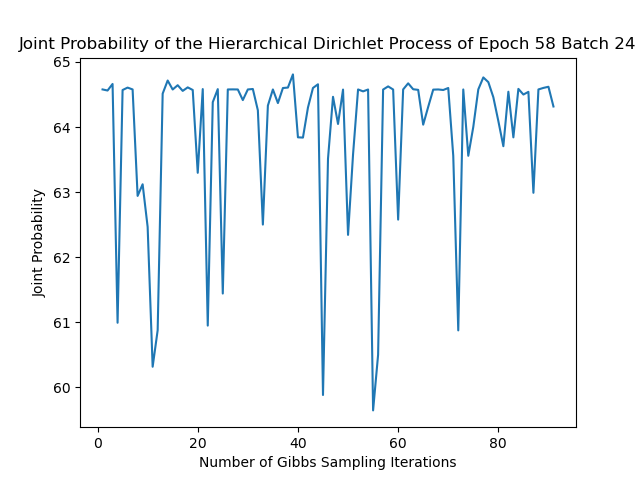 Joint Probability of the Hierarchical Dirichlet Process of Epoch 58 Batch 24
65
64
63
62
61
60
Joint Probability
0 20 40 60 80
Number of Gibbs Sampling Iterations